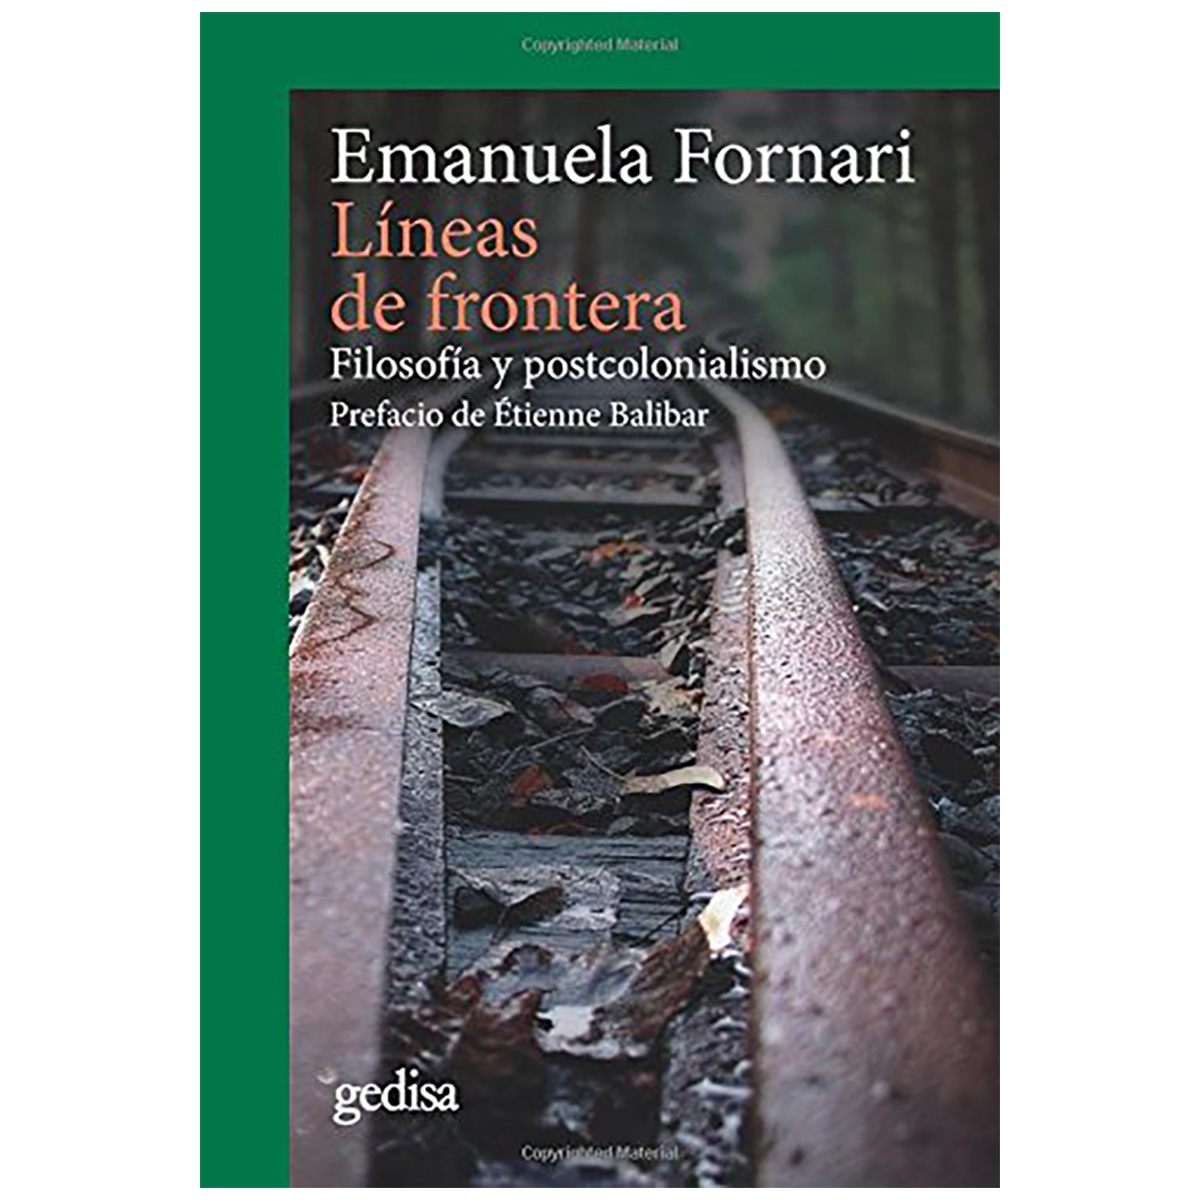 Copyrighted Material
Emanuela Fornari
Líneas
de frontera
Filosofía y postcolonialismo
Prefacio de Étienne Balibar
gedisa
Copyrighted Material